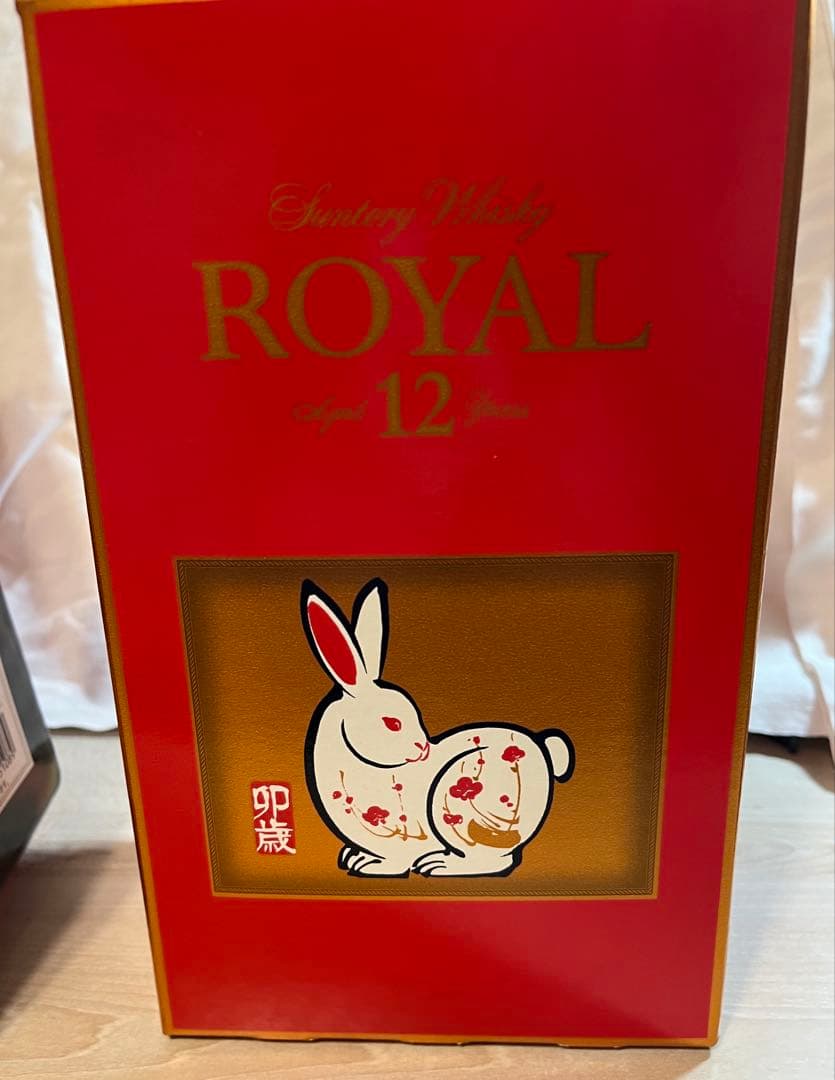 Suntory Whisky
ROYAL
Aged 12 Years
卯歳